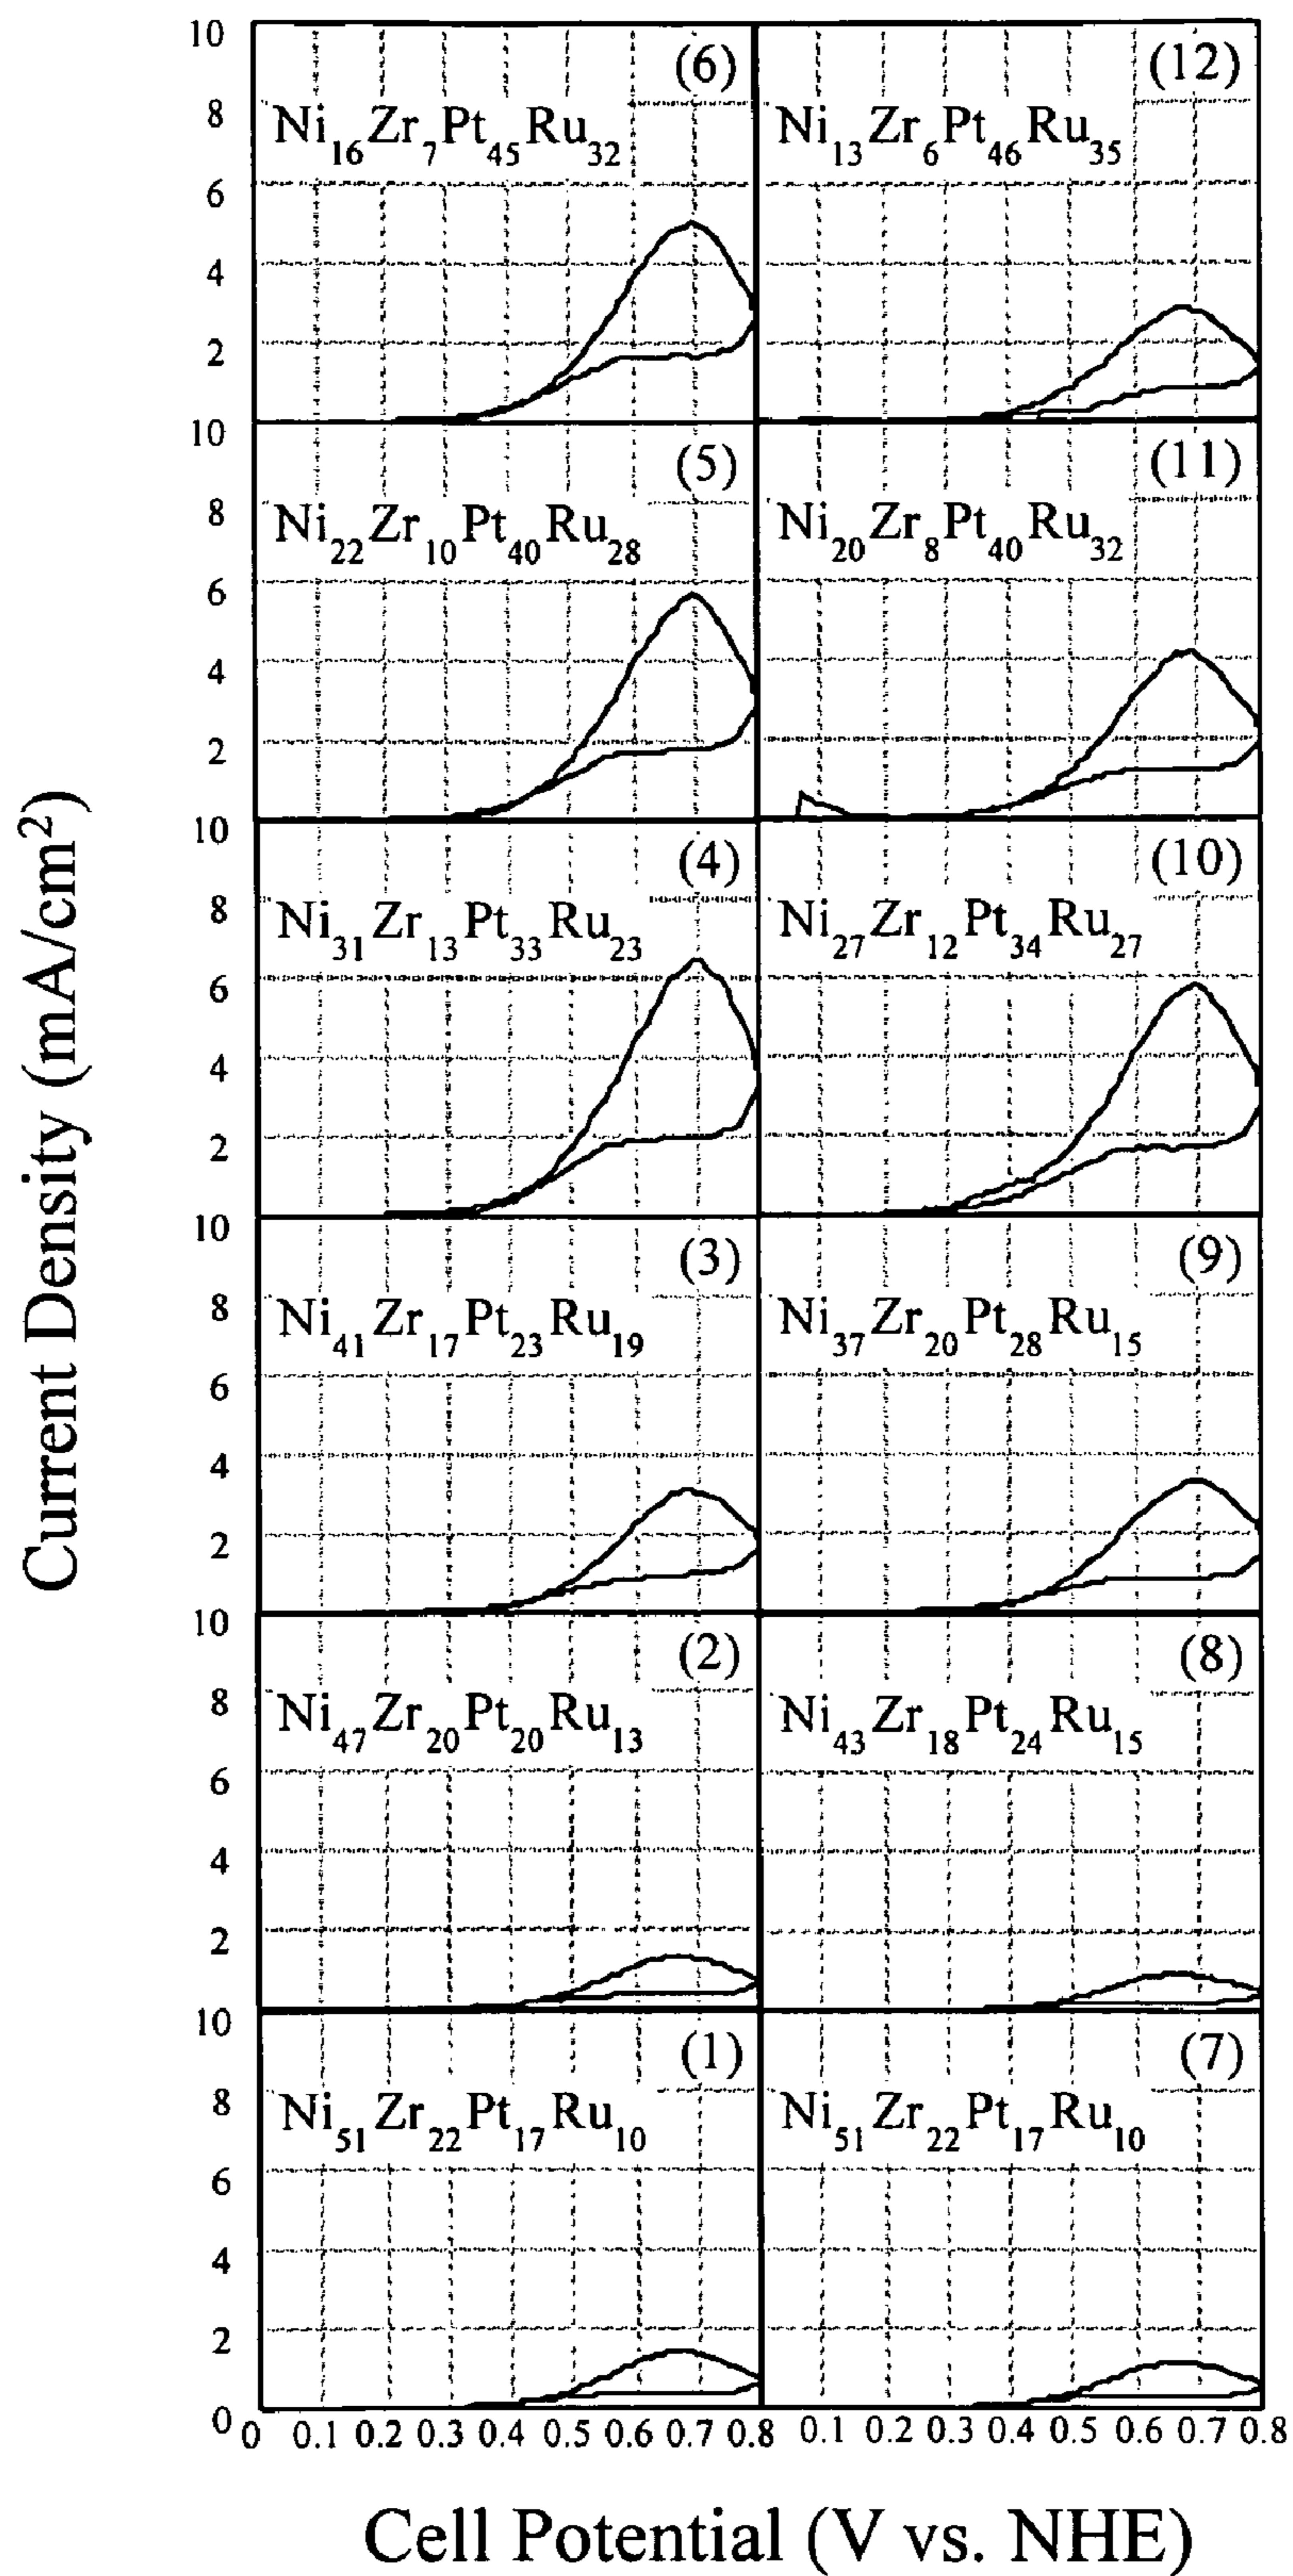 Current Density (mA/cm²)
10
8
6
4
2
(6)
Ni₁₆Zr₇Pt₄₅Ru₃₂
(12)
Ni₁₃Zr₆Pt₄₆Ru₃₅
10
8
6
4
2
(5)
Ni₂₂Zr₁₀Pt₄₀Ru₂₈
(11)
Ni₂₀Zr₈Pt₄₀Ru₃₂
10
8
6
4
2
(4)
Ni₃₁Zr₁₃Pt₃₃Ru₂₃
(10)
Ni₂₇Zr₁₂Pt₃₄Ru₂₇
10
8
6
4
2
(3)
Ni₄₁Zr₁₇Pt₂₃Ru₁₉
(9)
Ni₃₇Zr₂₀Pt₂₈Ru₁₅
10
8
6
4
2
(2)
Ni₄₇Zr₂₀Pt₂₀Ru₁₃
(8)
Ni₄₃Zr₁₈Pt₂₄Ru₁₅
10
8
6
4
2
0
(1)
Ni₅₁Zr₂₂Pt₁₇Ru₁₀
(7)
Ni₅₁Zr₂₂Pt₁₇Ru₁₀
0 0.1 0.2 0.3 0.4 0.5 0.6 0.7 0.8 0.1 0.2 0.3 0.4 0.5 0.6 0.7 0.8
Cell Potential (V vs. NHE)